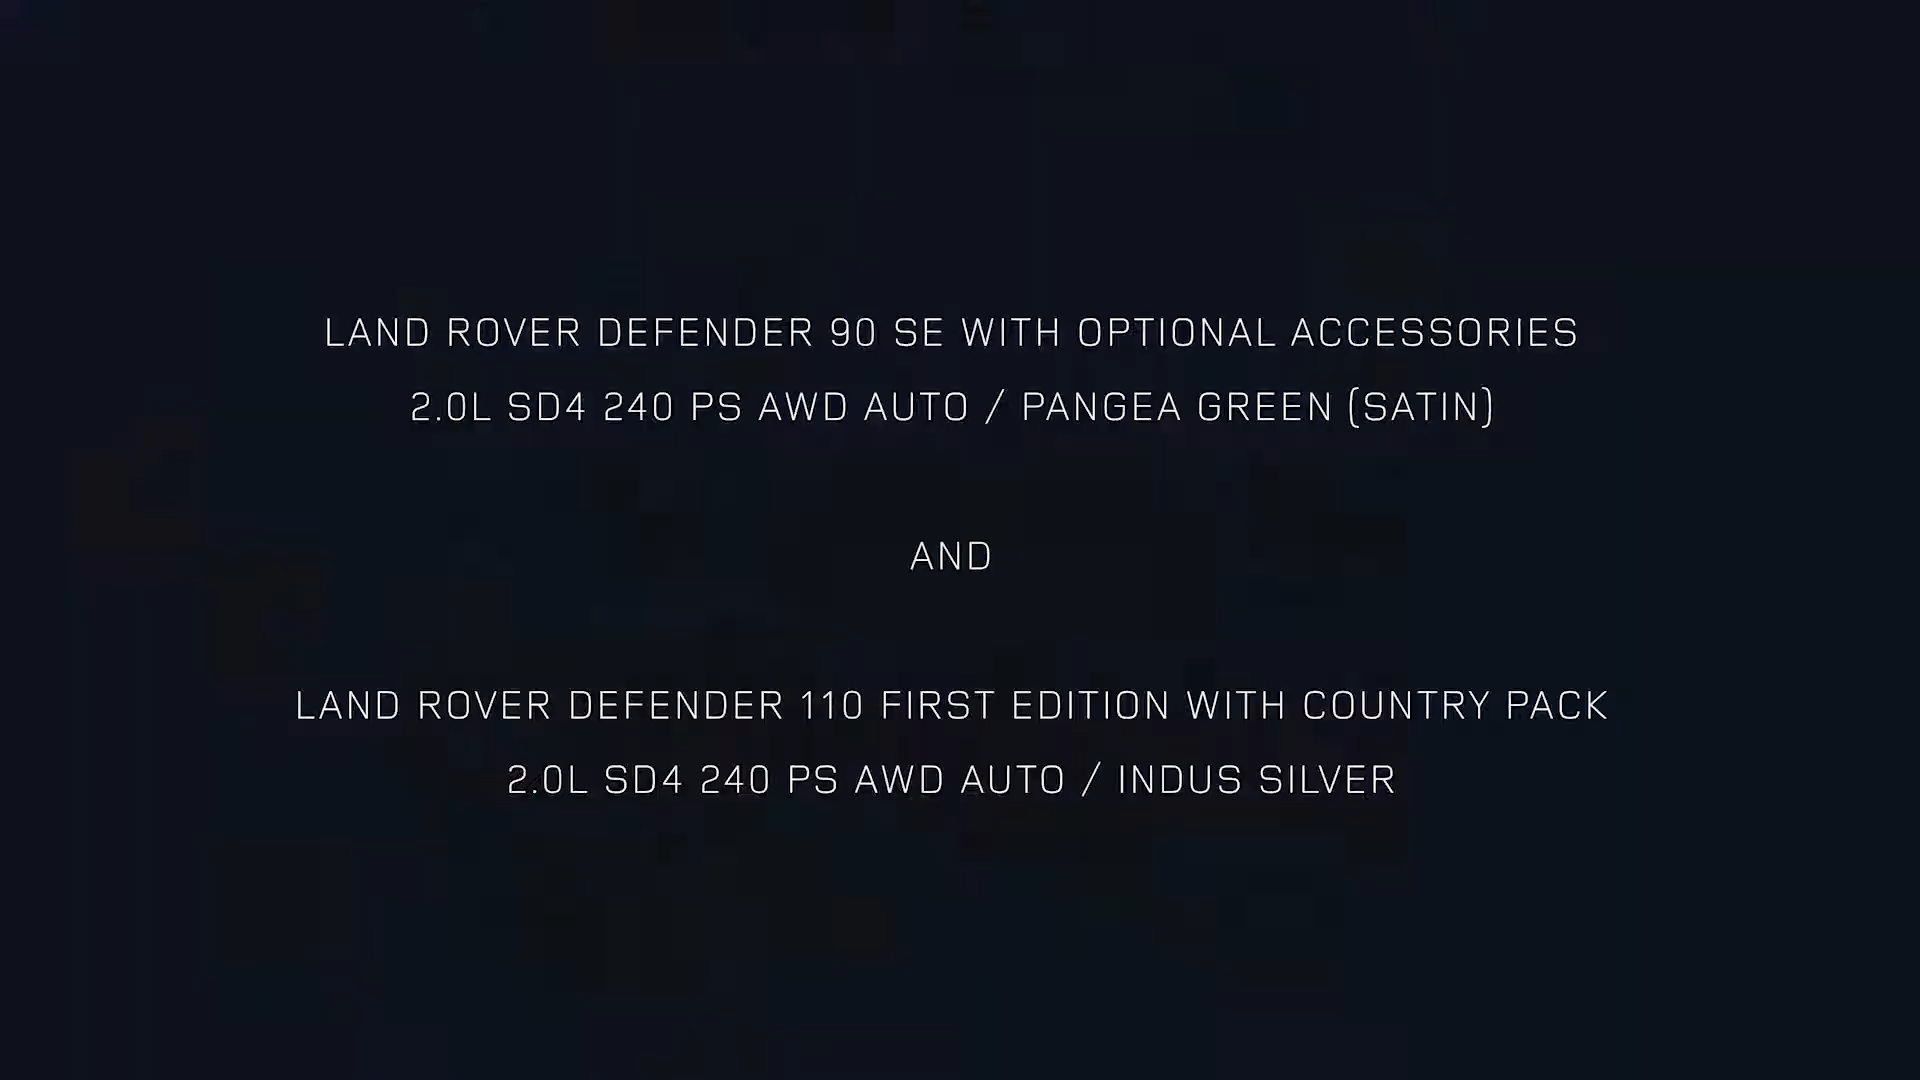 LAND ROVER DEFENDER 90 SE WITH OPTIONAL ACCESSORIES
2.0L SD4 240 PS AWD AUTO / PANGEA GREEN (SATIN)
AND
LAND ROVER DEFENDER 110 FIRST EDITION WITH COUNTRY PACK
2.0L SD4 240 PS AWD AUTO / INDUS SILVER